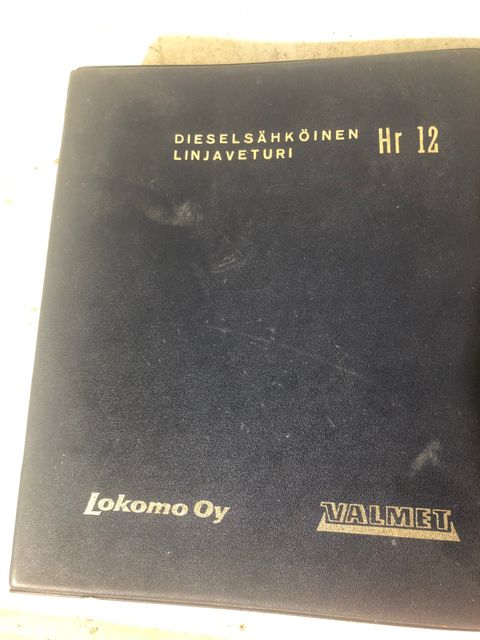 DIESELSÄHKÖINEN Hr 12
LINJAVETURI
Lokomo Oy VALMET